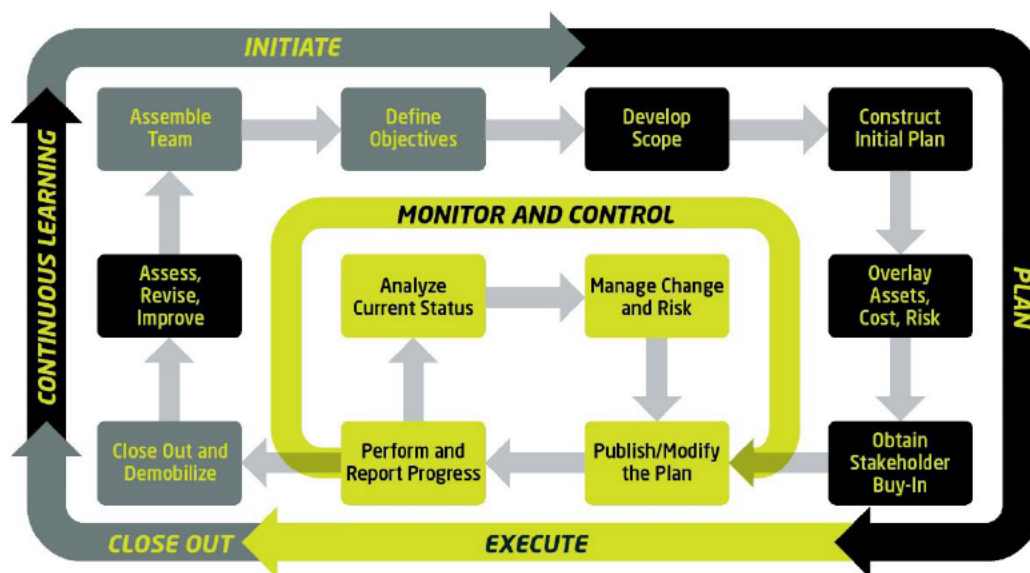 INITIATE
Assemble
Team
Define
Objectives
Develop
Scope
Construct
Initial Plan
CONTINUOUS LEARNING
MONITOR AND CONTROL
PLAN
Assess,
Revise,
Improve
Analyze
Current Status
Manage Change
and Risk
Overlay
Assets,
Cost, Risk
Close Out and
Demobilize
Perform and
Report Progress
Publish/Modify
the Plan
Obtain
Stakeholder
Buy-In
CLOSE OUT
EXECUTE